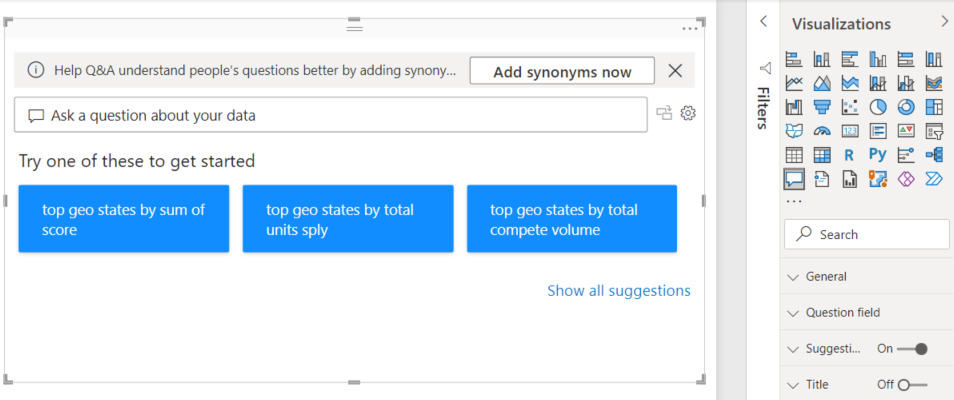 Help Q&A understand people's questions better by adding synony...
Add synonyms now
Ask a question about your data
Try one of these to get started
top geo states by sum of
score
top geo states by total
units sply
top geo states by total
compete volume
Show all suggestions
Filters
Visualizations
123
R
Py
Search
General
Question field
Suggesti... On
Title Off